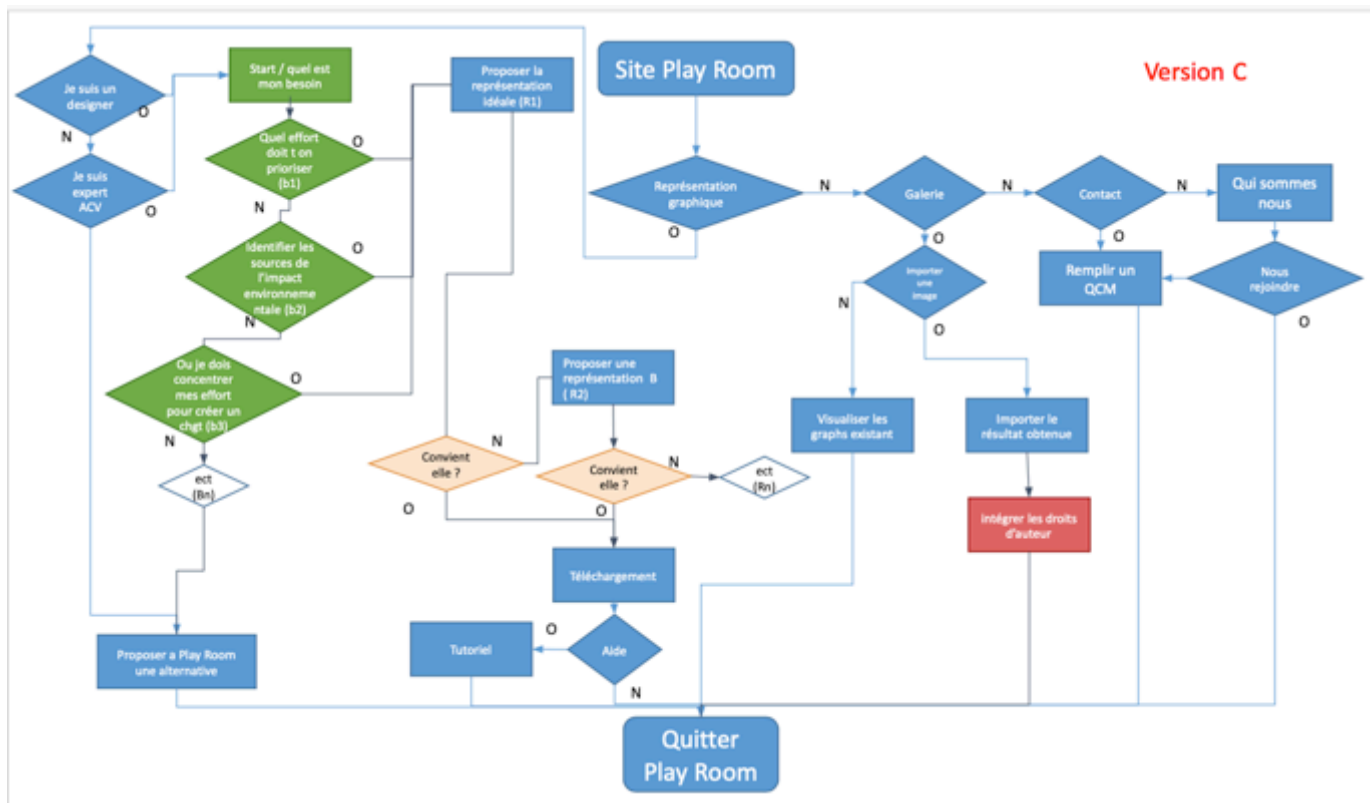 Version C
Site Play Room
Je suis un
designer
O
N
Je suis
expert
ACV
O
Start / quel est
mon besoin
Quel effort
doit t on
prioriser
(b1)
O
N
Identifier les
sources de
l'impact
environneme
ntale (b2)
O
N
Ou je dois
concentrer
mes effort
pour créer un
chgt (b3)
O
N
ect
(Bn)
Proposer a Play Room
une alternative
Proposer la
représentation
idéale (R1)
Convient
elle ?
N
O
Proposer une
représentation B
( R2)
Convient
elle ?
N
O
ect
(Rn)
Téléchargement
Aide
O
N
Tutoriel
Représentation
graphique
N
O
Galerie
N
O
Importer
une
image
N
O
Visualiser les
graphs existant
Importer le
résultat obtenue
intégrer les droits
d'auteur
Contact
N
O
Remplir un
QCM
Qui sommes
nous
Nous
rejoindre
O
Quitter
Play Room